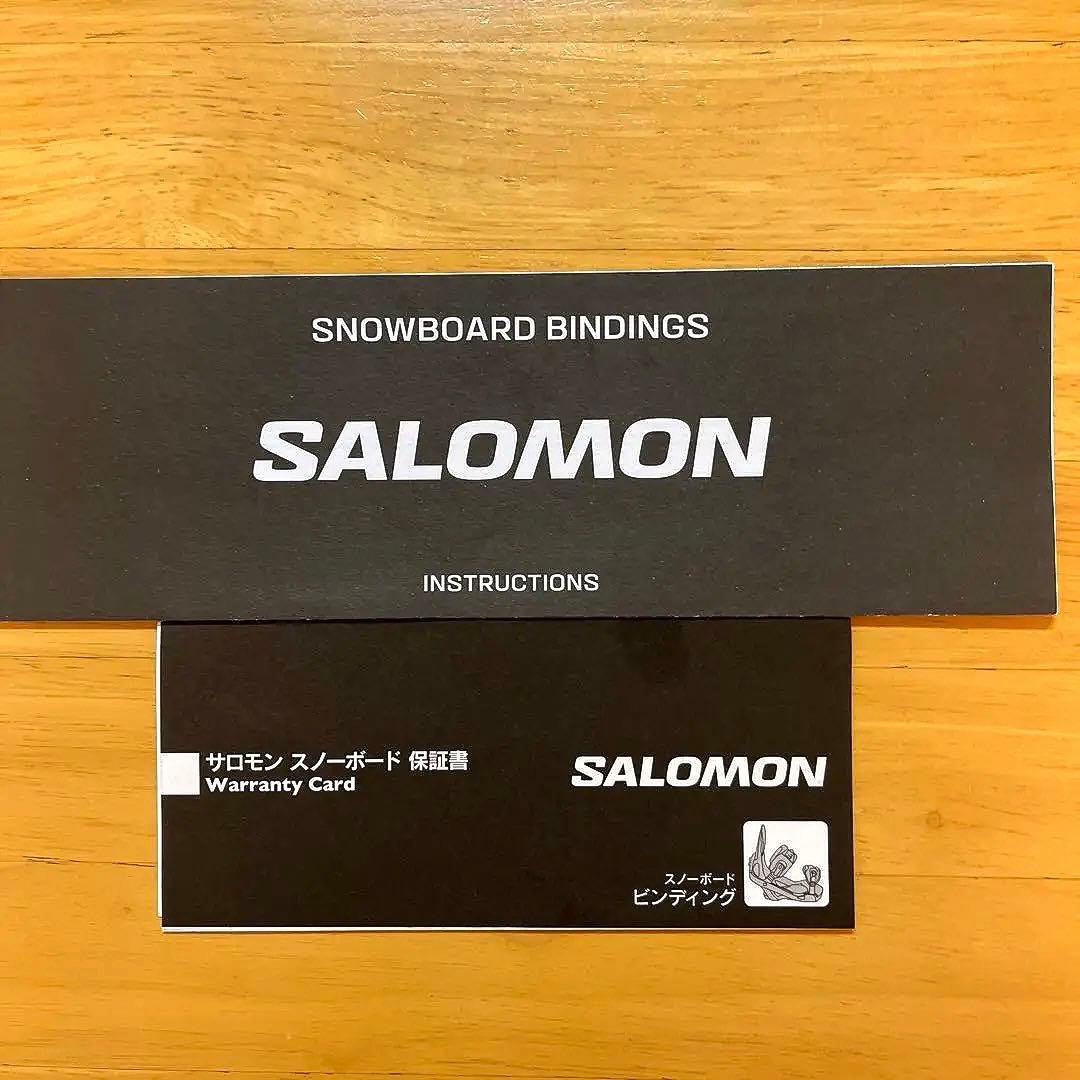 SNOWBOARD BINDINGS
SALOMON
INSTRUCTIONS
サロモン スノーボード 保証書
Warranty Card
SALOMON
スノーボード
ビンディング